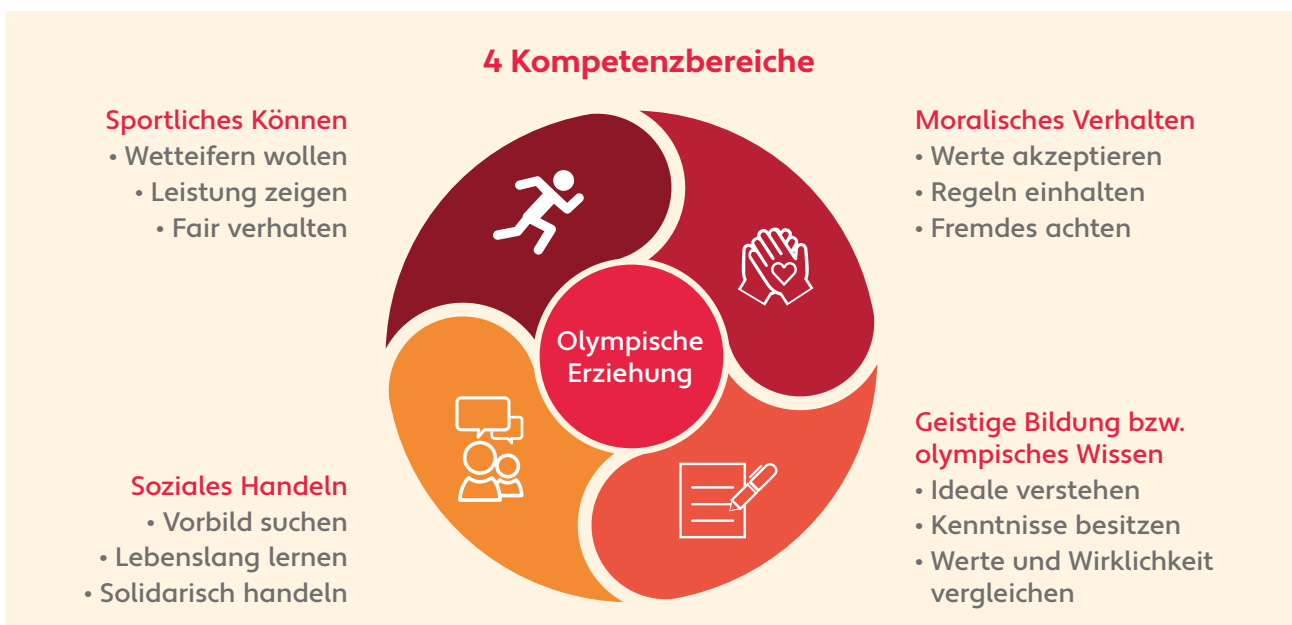 4 Kompetenzbereiche
Sportliches Können
• Wetteifern wollen
• Leistung zeigen
• Fair verhalten
Moralisches Verhalten
• Werte akzeptieren
• Regeln einhalten
• Fremdes achten
Olympische
Erziehung
Soziales Handeln
• Vorbild suchen
• Lebenslang lernen
• Solidarisch handeln
Geistige Bildung bzw.
olympisches Wissen
• Ideale verstehen
• Kenntnisse besitzen
• Werte und Wirklichkeit
vergleichen